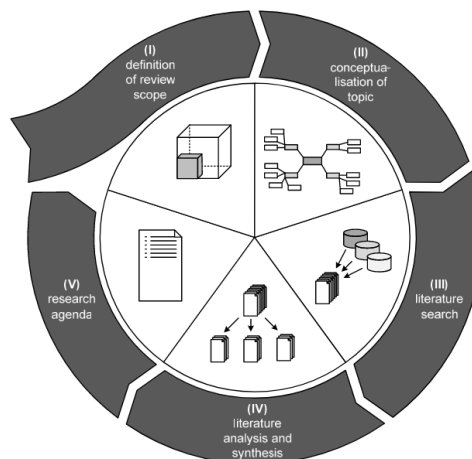 (I)
definition
of review
scope
(II)
conceptua-
lisation of
topic
(III)
literature
search
(IV)
literature
analysis and
synthesis
(V)
research
agenda